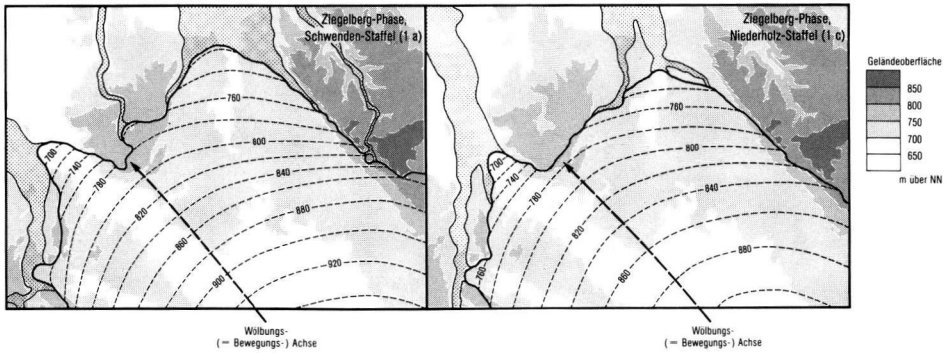 Ziegelberg-Phase,
Schwenden-Staffel (1 a)
760
800
840
880
920
700
740
780
820
860
900
Wölbungs-
(= Bewegungs-) Achse
Ziegelberg-Phase,
Niederholz-Staffel (1 c)
760
800
840
880
700
740
780
820
860
760
Wölbungs-
(= Bewegungs-) Achse
Geländeoberfläche
850
800
750
700
650
m über NN